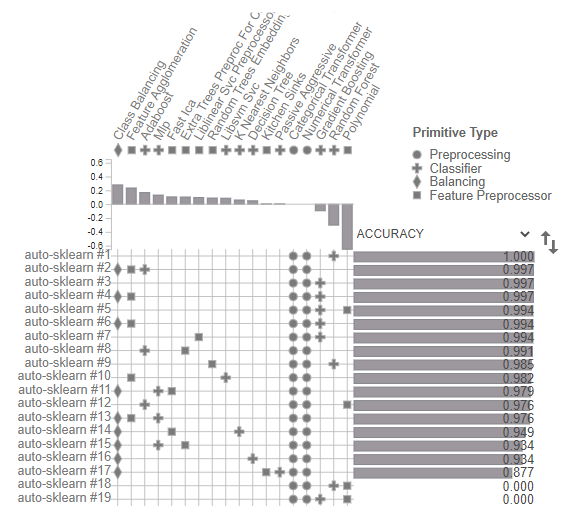 Class Balancing
Feature Agglomeration
Adaboost
Mlp
Fast Ica
Extra Trees Preproc For C
Liblinear Svc Preprocesso
Random Trees Embedding
Libsvm Svc
K Nearest Neighbors
Decision Tree
Kitchen Sinks
Passive Aggressive
Categorical Transformer
Numerical Transformer
Gradient Boosting
Random Forest
Polynomial
Primitive Type
Preprocessing
Classifier
Balancing
Feature Preprocessor
0.6
0.4
0.2
0.0
-0.2
-0.4
-0.6
ACCURACY
auto-sklearn #1 1.000
auto-sklearn #2 0.997
auto-sklearn #3 0.997
auto-sklearn #4 0.997
auto-sklearn #5 0.994
auto-sklearn #6 0.994
auto-sklearn #7 0.994
auto-sklearn #8 0.991
auto-sklearn #9 0.985
auto-sklearn #10 0.982
auto-sklearn #11 0.979
auto-sklearn #12 0.976
auto-sklearn #13 0.976
auto-sklearn #14 0.949
auto-sklearn #15 0.934
auto-sklearn #16 0.934
auto-sklearn #17 0.877
auto-sklearn #18 0.000
auto-sklearn #19 0.000